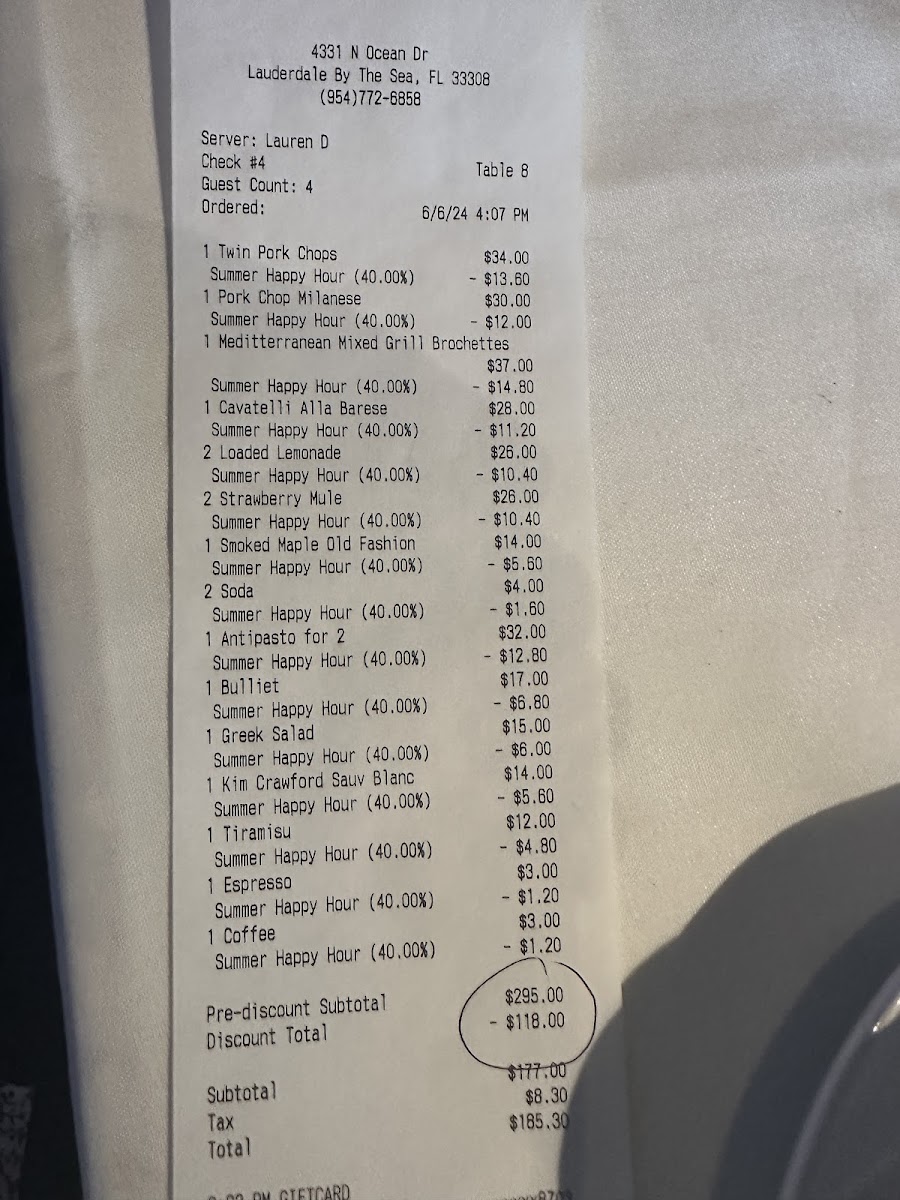 4331 N Ocean Dr
Lauderdale By The Sea, FL 33308
(954)772-6858
Server: Lauren D
Check #4 Table 8
Guest Count: 4
Ordered: 6/6/24 4:07 PM
1 Twin Pork Chops $34.00
Summer Happy Hour (40.00%) - $13.60
1 Pork Chop Milanese $30.00
Summer Happy Hour (40.00%) - $12.00
1 Meditterranean Mixed Grill Brochettes
$37.00
Summer Happy Hour (40.00%) - $14.80
1 Cavatelli Alla Barese $28.00
Summer Happy Hour (40.00%) - $11.20
2 Loaded Lemonade $26.00
Summer Happy Hour (40.00%) - $10.40
2 Strawberry Mule $26.00
Summer Happy Hour (40.00%) - $10.40
1 Smoked Maple Old Fashion $14.00
Summer Happy Hour (40.00%) - $5.60
2 Soda $4.00
Summer Happy Hour (40.00%) - $1.60
1 Antipasto for 2 $32.00
Summer Happy Hour (40.00%) - $12.80
1 Bulliet $17.00
Summer Happy Hour (40.00%) - $6.80
1 Greek Salad $15.00
Summer Happy Hour (40.00%) - $6.00
1 Kim Crawford Sauv Blanc $14.00
Summer Happy Hour (40.00%) - $5.60
1 Tiramisu $12.00
Summer Happy Hour (40.00%) - $4.80
1 Espresso $3.00
Summer Happy Hour (40.00%) - $1.20
1 Coffee $3.00
Summer Happy Hour (40.00%) - $1.20
Pre-discount Subtotal $295.00
Discount Total - $118.00
Subtotal $177.00
Tax $8.30
Total $185.30
PM GIFTCARD